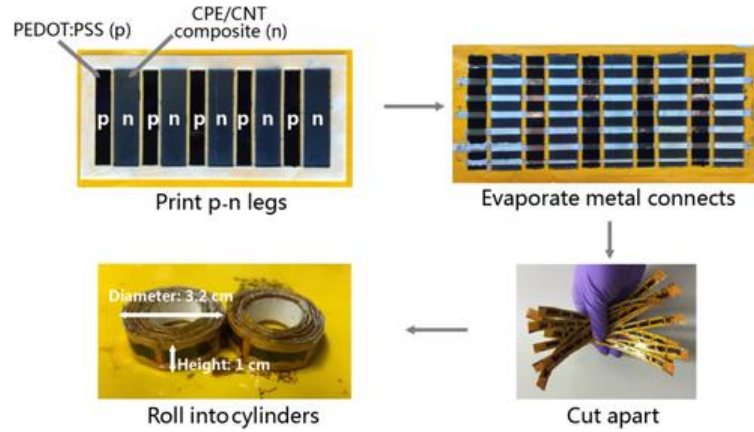 PEDOT:PSS (p)
CPE/CNT
composite (n)
p n p n p n p n p n
Print p-n legs
Evaporate metal connects
Diameter: 3.2 cm
Height: 1 cm
Roll into cylinders
Cut apart